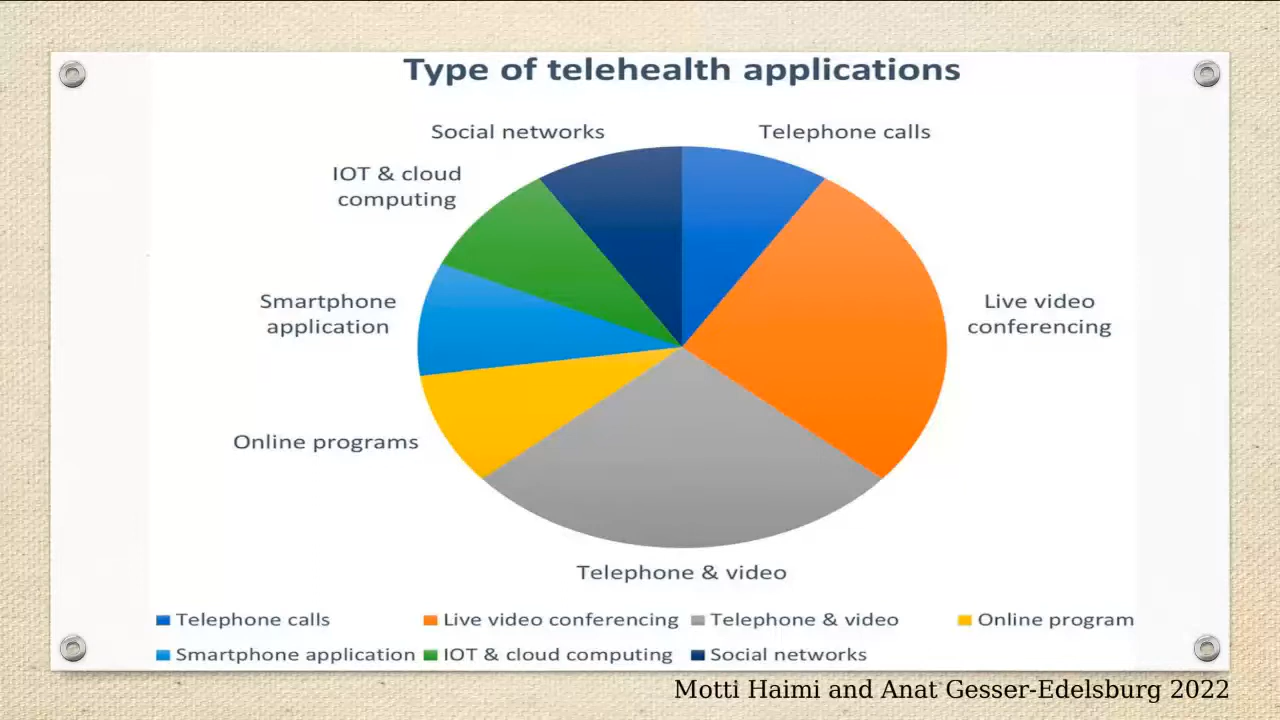 Type of telehealth applications
Social networks
Telephone calls
IOT & cloud
computing
Smartphone
application
Live video
conferencing
Online programs
Telephone & video
Telephone calls
Live video conferencing
Telephone & video
Online program
Smartphone application
IOT & cloud computing
Social networks
Motti Haimi and Anat Gesser-Edelsburg 2022